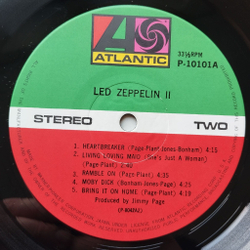 33⅓RPM
ATLANTIC
P-10101A
LED ZEPPELIN II
STEREO
TWO
1. HEARTBREAKER (Page-Plant-Jones-Bonham) 4:15
2. LIVING LOVING MAID (She's Just A Woman)
(Page-Plant) 2:40
3. RAMBLE ON (Page-Plant) 4:35
4. MOBY DICK (Bonham-Jones-Page) 4:25
5. BRING IT ON HOME (Page-Plant) 4:19
Produced by Jimmy Page